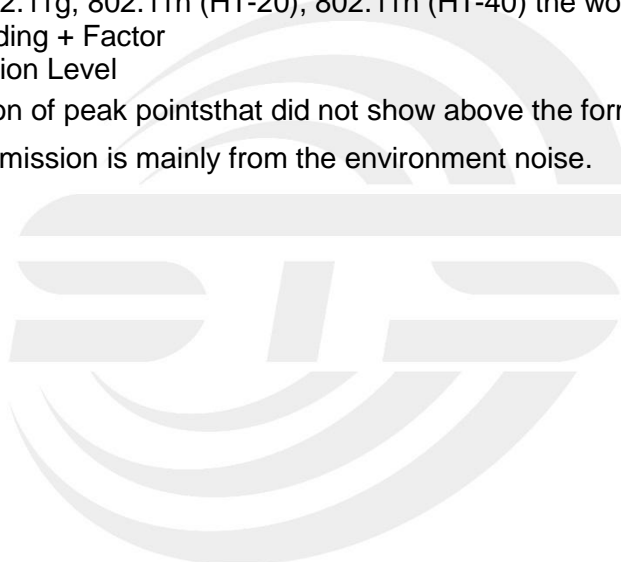 2.11g, 802.11n (HT-20), 802.11n (HT-40) the wo
ding + Factor
ion Level
on of peak pointsthat did not show above the for
mission is mainly from the environment noise.
STS